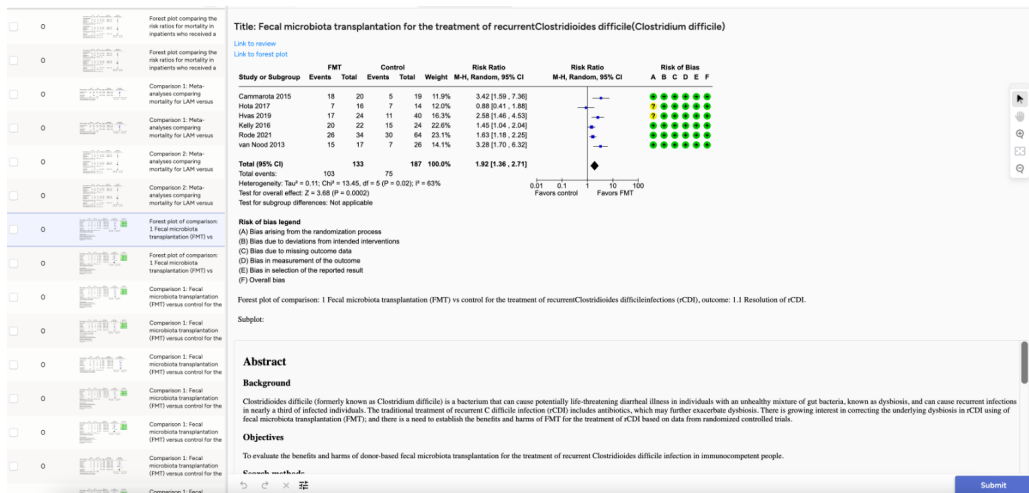 Forest plot comparing the
risk ratios for mortality in
inpatients who received a
0
Forest plot comparing the
risk ratios for mortality in
inpatients who received a
0
Comparison 1: Meta-
analyses comparing
mortality for LAM versus
0
Comparison 1: Meta-
analyses comparing
mortality for LAM versus
0
Comparison 2: Meta-
analyses comparing
mortality for LAM versus
0
Comparison 2: Meta-
analyses comparing
mortality for LAM versus
0
Forest plot of comparison:
1 Fecal microbiota
transplantation (FMT) vs
0
Forest plot of comparison:
1 Fecal microbiota
transplantation (FMT) vs
0
Comparison 1: Fecal
microbiota transplantation
(FMT) versus control for the
0
Comparison 1: Fecal
microbiota transplantation
(FMT) versus control for the
0
Comparison 1: Fecal
microbiota transplantation
(FMT) versus control for the
0
Comparison 1: Fecal
microbiota transplantation
(FMT) versus control for the
0
Comparison 1: Fecal
microbiota transplantation
(FMT) versus control for the
0
Comparison 1: Fecal
microbiota transplantation
(FMT) versus control for the
0
Comparison 1: Fecal
Title: Fecal microbiota transplantation for the treatment of recurrentClostridioides difficile(Clostridium difficile)
Link to review
Link to forest plot
FMT Control Risk Ratio Risk Ratio Risk of Bias
Study or Subgroup Events Total Events Total Weight M-H, Random, 95% CI M-H, Random, 95% CI A B C D E F
Cammarota 2015 18 20 5 19 11.9% 3.42 [1.59 , 7.36] + + + + + +
Hota 2017 7 16 7 14 12.0% 0.88 [0.41 , 1.88] ? + + + + +
Hvas 2019 17 24 11 40 16.3% 2.58 [1.46 , 4.53] ? + + + + +
Kelly 2016 20 22 15 24 22.6% 1.45 [1.04 , 2.04] + + + + + +
Rode 2021 26 34 30 64 23.1% 1.63 [1.18 , 2.25] + + + + + +
van Nood 2013 15 17 7 26 14.1% 3.28 [1.70 , 6.32] + + + + + +
Total (95% CI) 133 187 100.0% 1.92 [1.36 , 2.71]
Total events: 103 75
Heterogeneity: Tau² = 0.11; Chi² = 13.45, df = 5 (P = 0.02); I² = 63%
Test for overall effect: Z = 3.68 (P = 0.0002)
Test for subgroup differences: Not applicable
0.01 0.1 1 10 100
Favors control Favors FMT
Risk of bias legend
(A) Bias arising from the randomization process
(B) Bias due to deviations from intended interventions
(C) Bias due to missing outcome data
(D) Bias in measurement of the outcome
(E) Bias in selection of the reported result
(F) Overall bias
Forest plot of comparison: 1 Fecal microbiota transplantation (FMT) vs control for the treatment of recurrentClostridioides difficileinfections (rCDI), outcome: 1.1 Resolution of rCDI.
Subplot:
Abstract
Background
Clostridioides difficile (formerly known as Clostridium difficile) is a bacterium that can cause potentially life-threatening diarrheal illness in individuals with an unhealthy mixture of gut bacteria, known as dysbiosis, and can cause recurrent infections
in nearly a third of infected individuals. The traditional treatment of recurrent C difficile infection (rCDI) includes antibiotics, which may further exacerbate dysbiosis. There is growing interest in correcting the underlying dysbiosis in rCDI using of
fecal microbiota transplantation (FMT); and there is a need to establish the benefits and harms of FMT for the treatment of rCDI based on data from randomized controlled trials.
Objectives
To evaluate the benefits and harms of donor-based fecal microbiota transplantation for the treatment of recurrent Clostridioides difficile infection in immunocompetent people.
Search methods
Submit